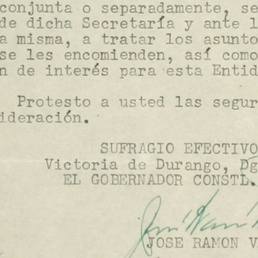 conjunta o separadamente, se
de dicha Secretaría y ante l
a misma, a tratar los asunto
se les encomienden, así como
n de interés para esta Entid
Protesto a usted las segur
ideración.
SUFRAGIO EFECTIVO
Victoria de Durango, Dg
EL GOBERNADOR CONSTL.
JOSE RAMON V